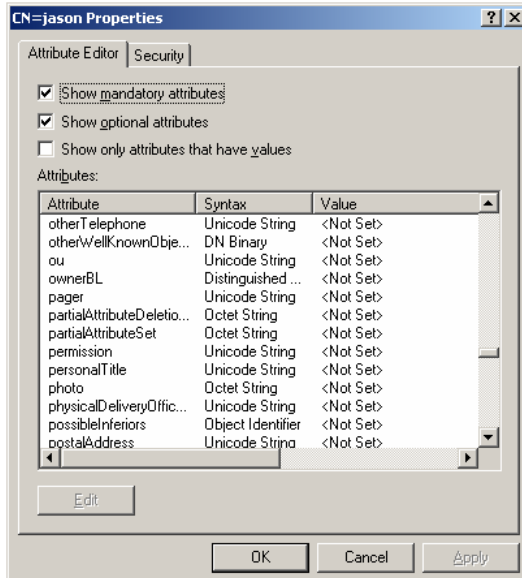 CN=jason Properties
Attribute Editor Security
Show mandatory attributes
Show optional attributes
Show only attributes that have values
Attributes:
Attribute Syntax Value
otherTelephone Unicode String <Not Set>
otherWellKnownObje... DN Binary <Not Set>
ou Unicode String <Not Set>
ownerBL Distinguished ... <Not Set>
pager Unicode String <Not Set>
partialAttributeDeletio... Octet String <Not Set>
partialAttributeSet Octet String <Not Set>
permission Unicode String <Not Set>
personalTitle Unicode String <Not Set>
photo Octet String <Not Set>
physicalDeliveryOffic... Unicode String <Not Set>
possibleInferiors Object Identifier <Not Set>
postalAddress Unicode String <Not Set>
Edit
OK Cancel Apply